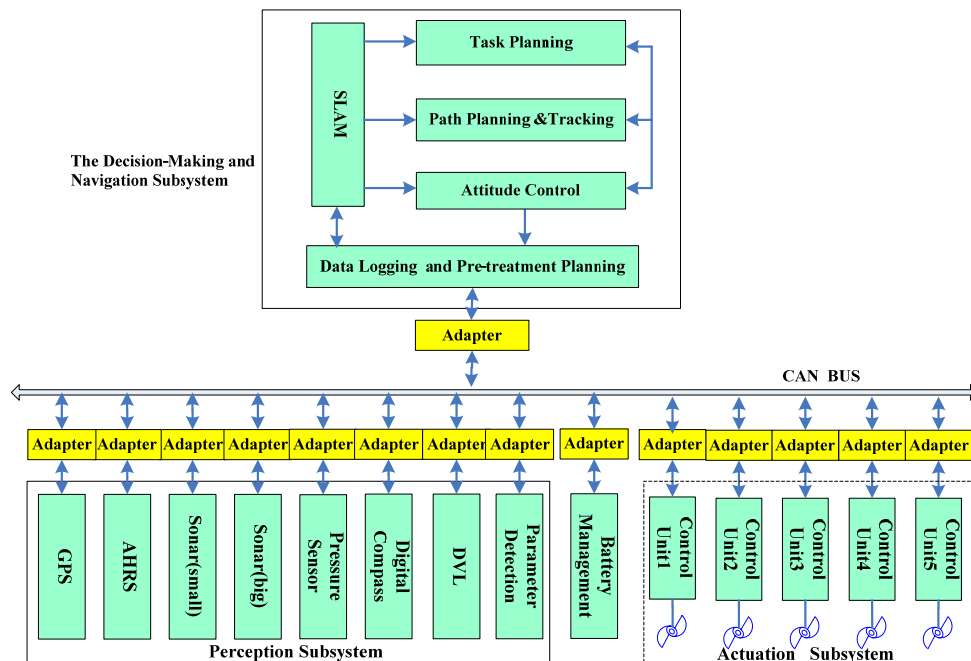 Task Planning
SLAM
Path Planning &Tracking
The Decision-Making and
Navigation Subsystem
Attitude Control
Data Logging and Pre-treatment Planning
Adapter
CAN BUS
Adapter
Adapter
Adapter
Adapter
Adapter
Adapter
Adapter
Adapter
Adapter
Adapter
Adapter
Adapter
Adapter
Adapter
GPS
AHRS
Sonar(small)
Sonar(big)
Pressure
Sensor
Digital
Compass
DVL
Parameter
Detection
Battery
Management
Control
Unit1
Control
Unit2
Control
Unit3
Control
Unit4
Control
Unit5
Perception Subsystem
Actuation Subsystem